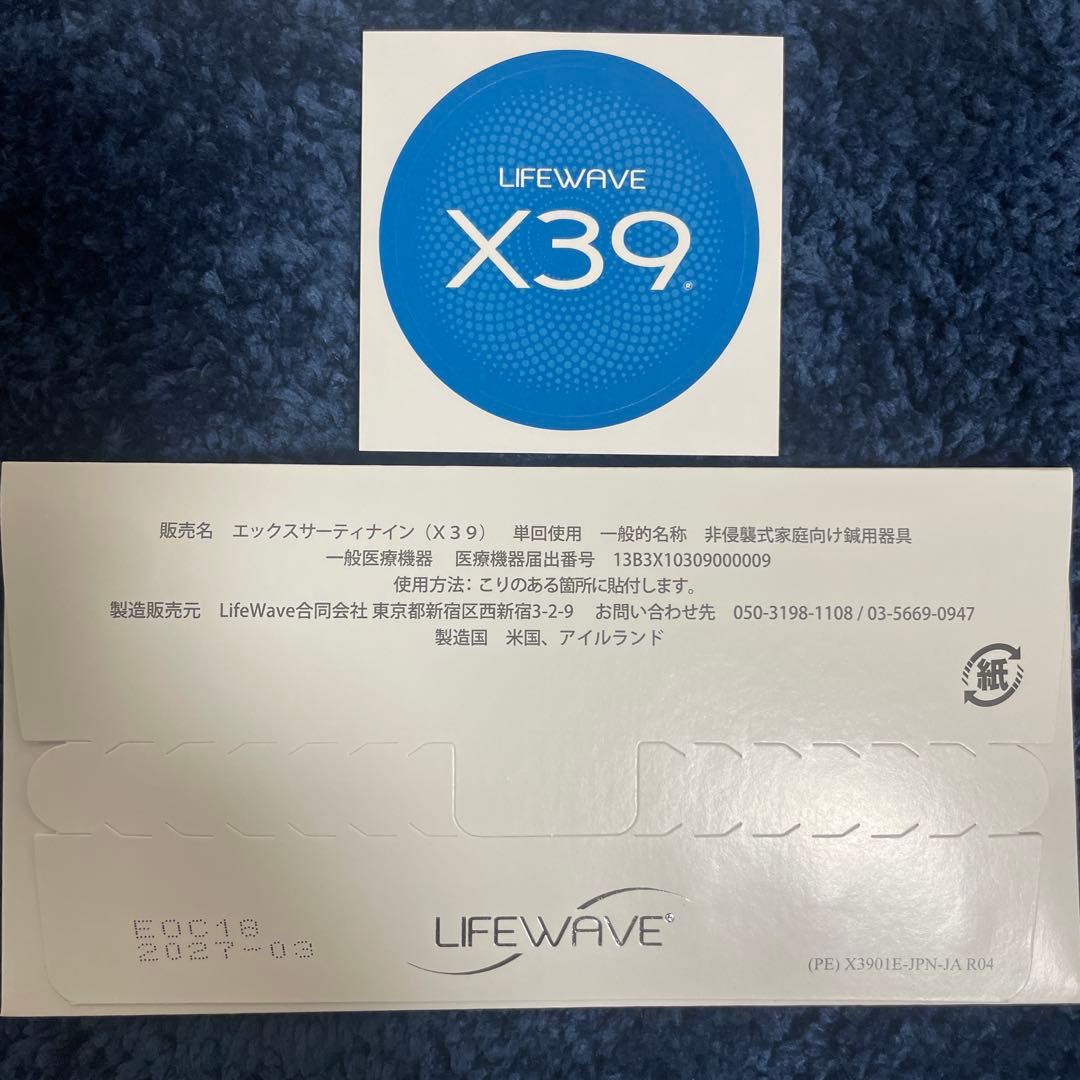 LIFEWAVE
X39®
販売名 エックスサーティナイン（X39） 単回使用 一般的名称 非侵襲式家庭向け鍼用器具
一般医療機器 医療機器届出番号 13B3X10309000009
使用方法：こりのある箇所に貼付します。
製造販売元 LifeWave合同会社 東京都新宿区西新宿3-2-9 お問い合わせ先 050-3198-1108 / 03-5669-0947
製造国 米国、アイルランド
紙
EOC18
2027-03
LIFEWAVE®
(PE) X3901E-JPN-JA R04